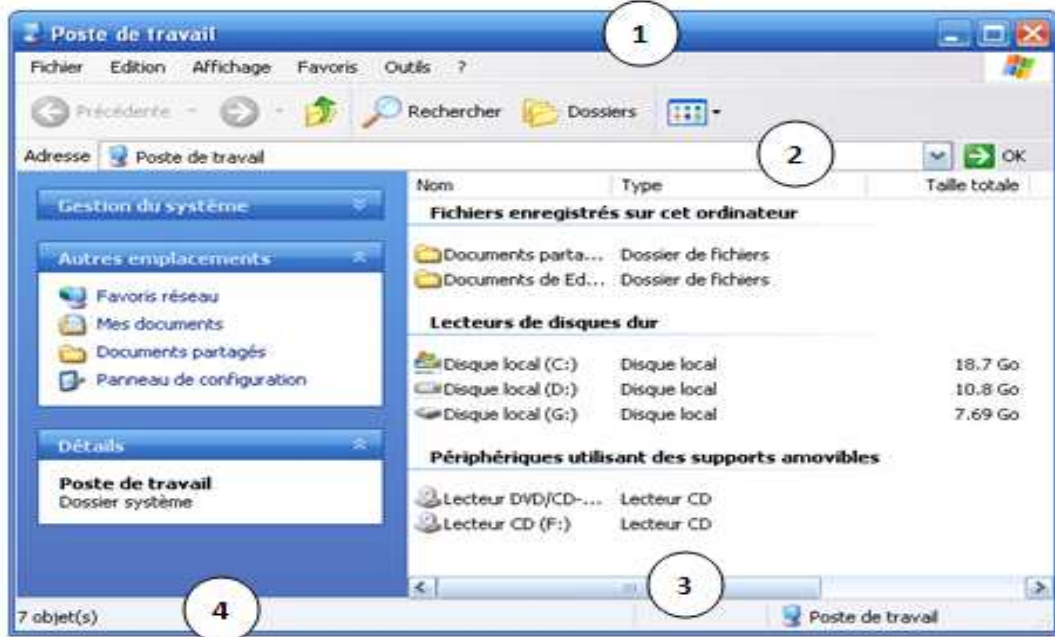 Poste de travail
1
Fichier Edition Affichage Favoris Outils ?
Précédente Rechercher Dossiers
Adresse Poste de travail 2 OK
Gestion du système
Autres emplacements
Favoris réseau
Mes documents
Documents partagés
Panneau de configuration
Détails
Poste de travail
Dossier système
Nom Type Taille totale
Fichiers enregistrés sur cet ordinateur
Documents parta... Dossier de fichiers
Documents de Ed... Dossier de fichiers
Lecteurs de disques dur
Disque local (C:) Disque local 18.7 Go
Disque local (D:) Disque local 10.8 Go
Disque local (G:) Disque local 7.69 Go
Périphériques utilisant des supports amovibles
Lecteur DVD/CD-... Lecteur CD
Lecteur CD (F:) Lecteur CD
3
7 objet(s) 4 Poste de travail